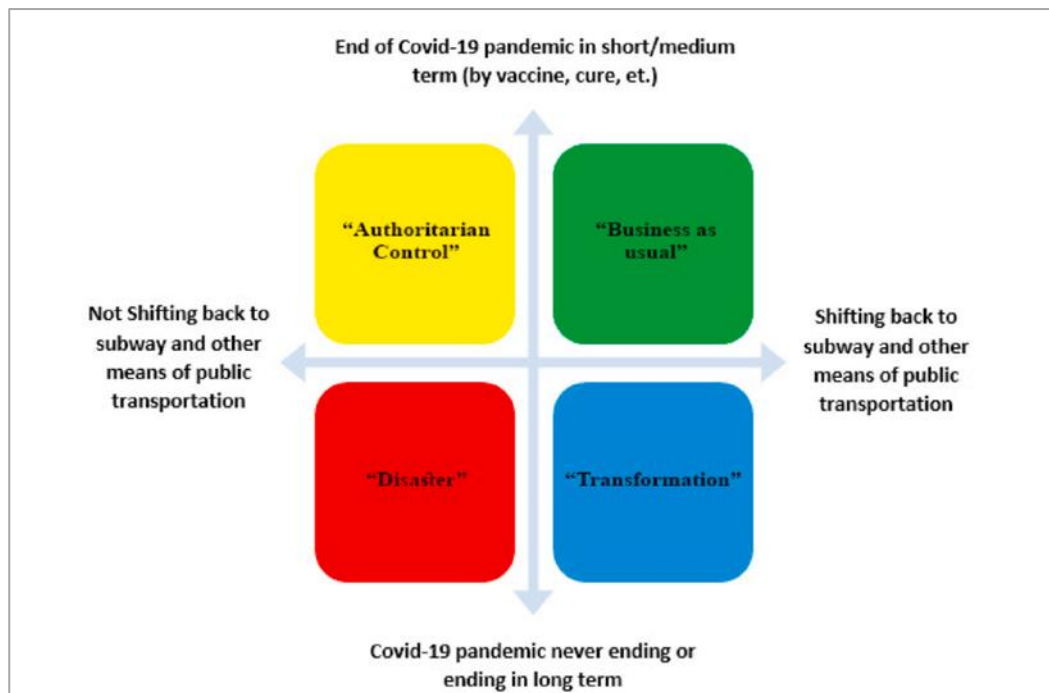 End of Covid-19 pandemic in short/medium
term (by vaccine, cure, et.)
“Authoritarian
Control”
“Business as
usual”
Not Shifting back to
subway and other
means of public
transportation
Shifting back to
subway and other
means of public
transportation
“Disaster”
“Transformation”
Covid-19 pandemic never ending or
ending in long term